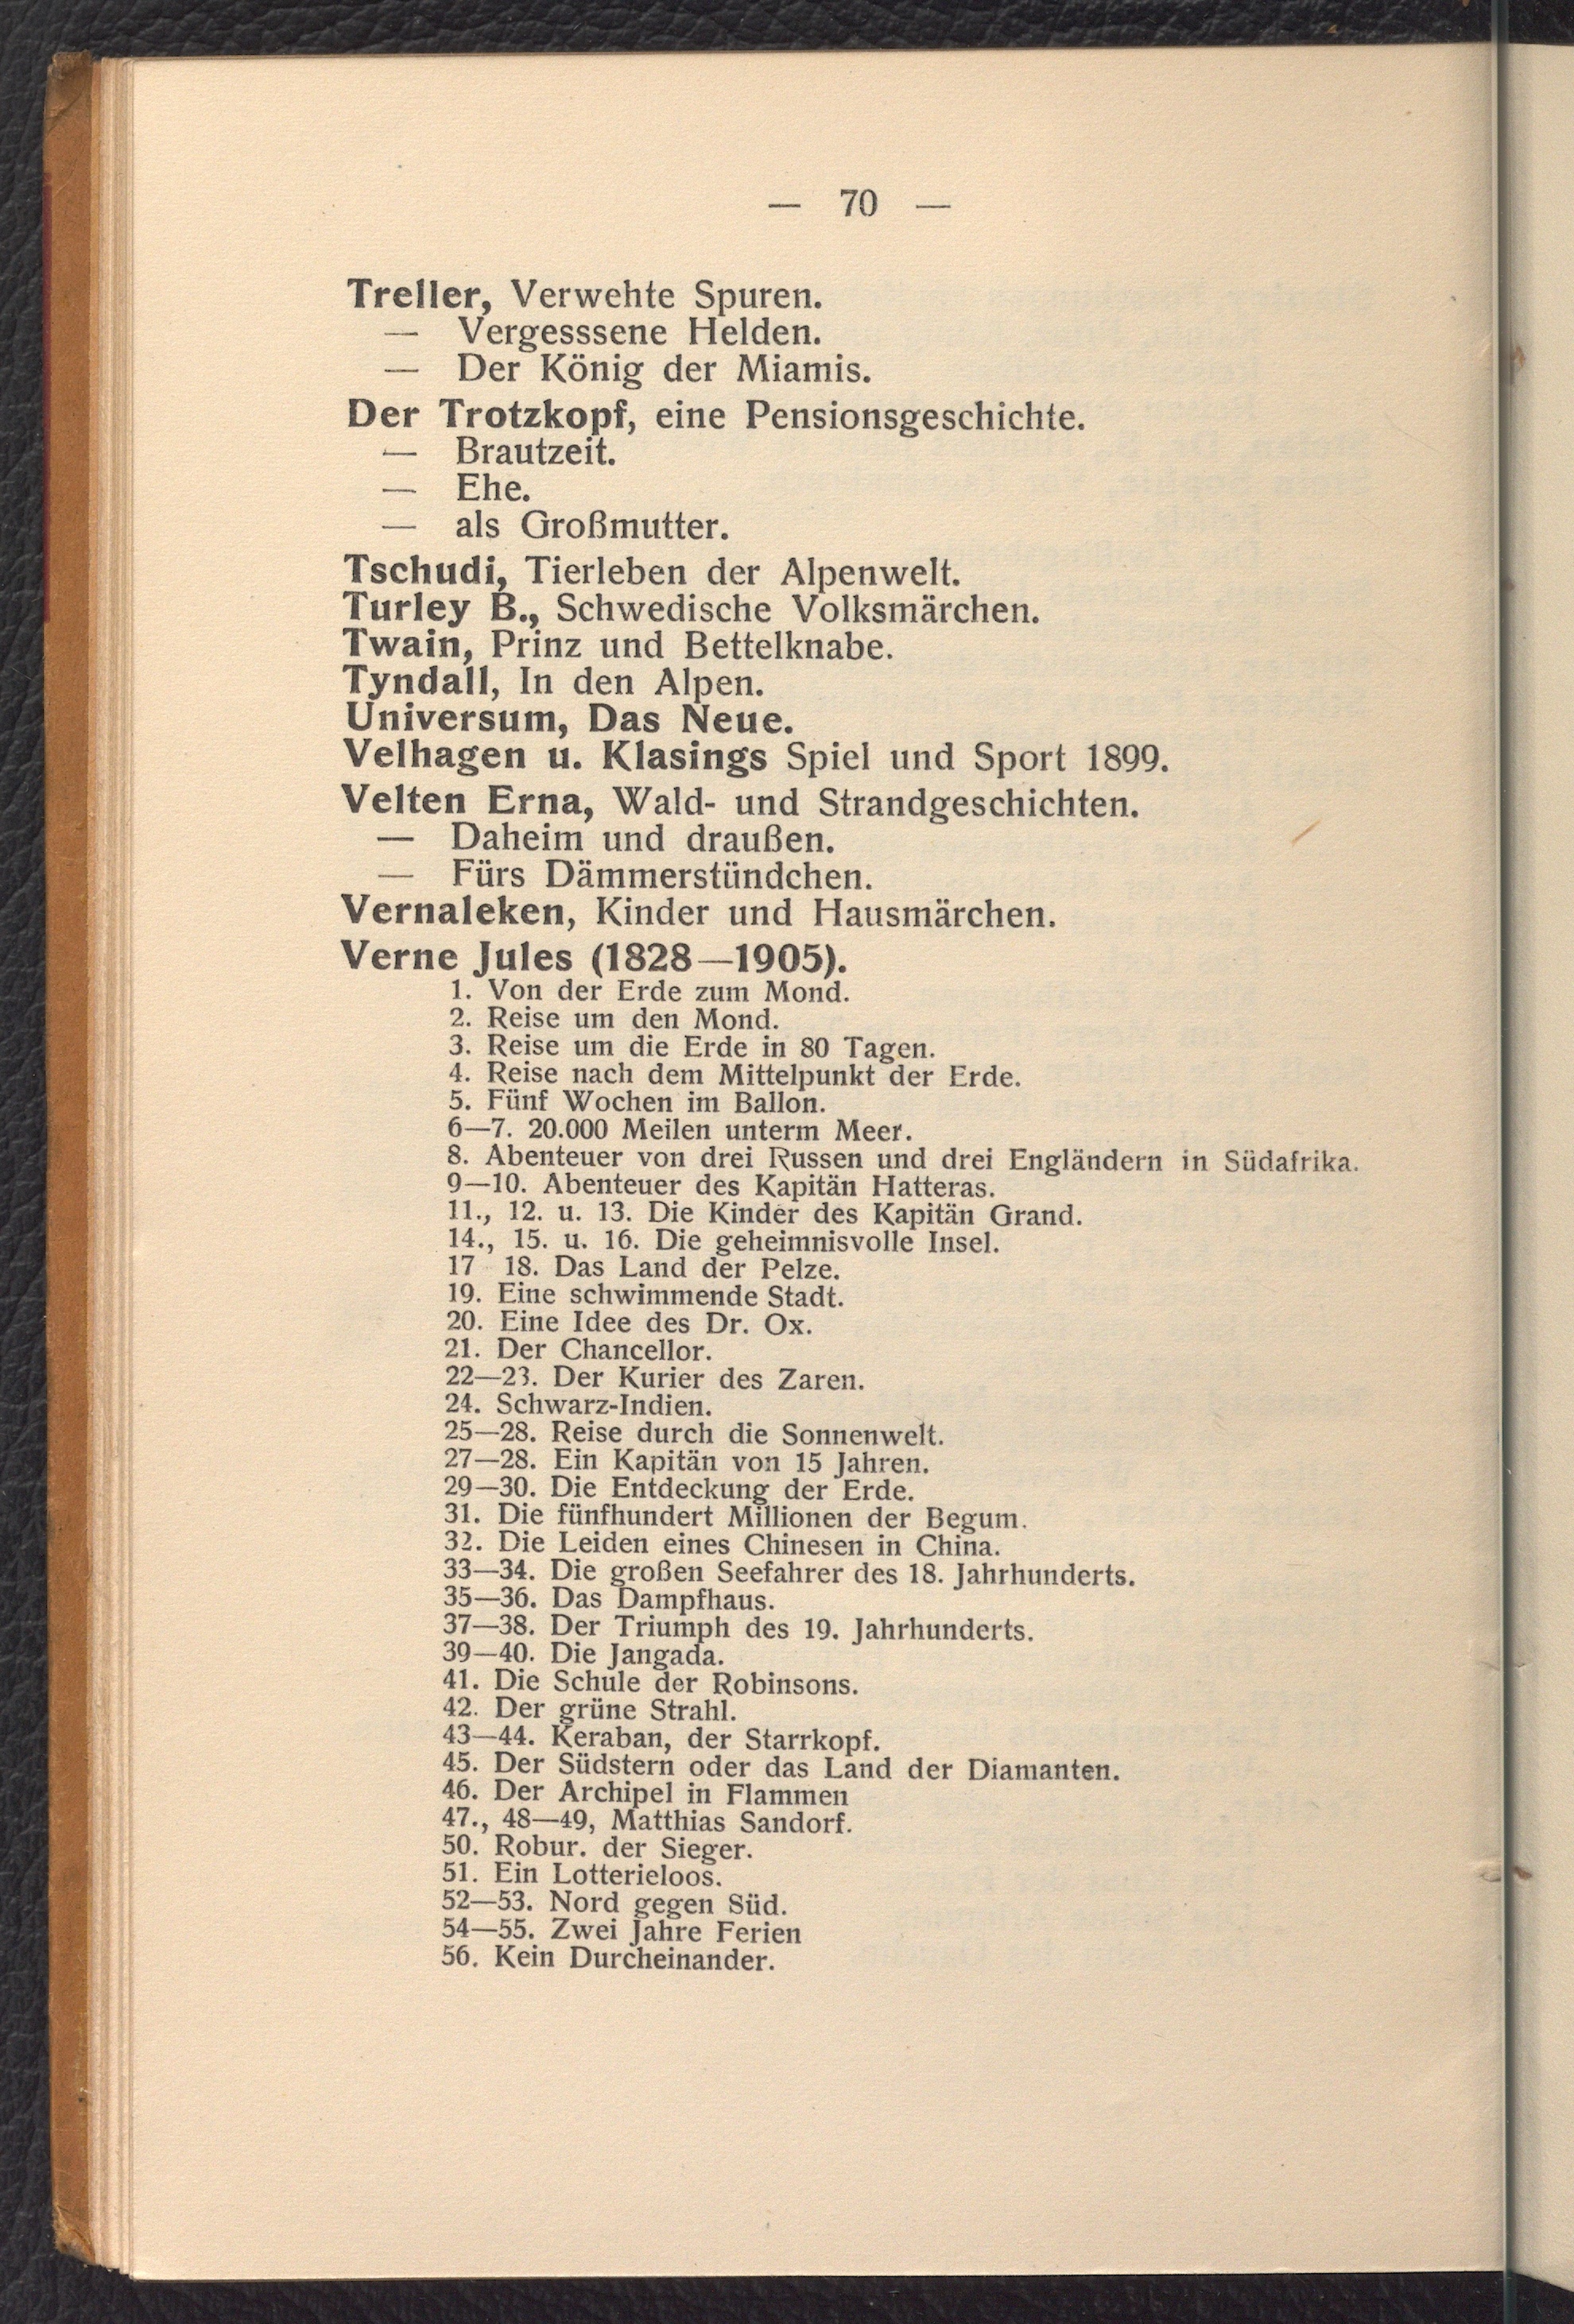 — 70 —
Treller, Verwehte Spuren.
— Vergesssene Helden.
— Der König der Miamis.
Der Trotzkopf, eine Pensionsgeschichte.
— Brautzeit.
— Ehe.
— als Großmutter.
Tschudi, Tierleben der Alpenwelt.
Turley B., Schwedische Volksmärchen.
Twain, Prinz und Bettelknabe.
Tyndall, In den Alpen.
Universum, Das Neue.
Velhagen u. Klasings Spiel und Sport 1899.
Velten Erna, Wald- und Strandgeschichten.
— Daheim und draußen.
— Fürs Dämmerstündchen.
Vernaleken, Kinder und Hausmärchen.
Verne Jules (1828—1905).
1. Von der Erde zum Mond.
2. Reise um den Mond.
3. Reise um die Erde in 80 Tagen.
4. Reise nach dem Mittelpunkt der Erde.
5. Fünf Wochen im Ballon.
6—7. 20.000 Meilen unterm Meer.
8. Abenteuer von drei Russen und drei Engländern in Südafrika.
9—10. Abenteuer des Kapitän Hatteras.
11., 12. u. 13. Die Kinder des Kapitän Grand.
14., 15. u. 16. Die geheimnisvolle Insel.
17 18. Das Land der Pelze.
19. Eine schwimmende Stadt.
20. Eine Idee des Dr. Ox.
21. Der Chancellor.
22—23. Der Kurier des Zaren.
24. Schwarz-Indien.
25—28. Reise durch die Sonnenwelt.
27—28. Ein Kapitän von 15 Jahren.
29—30. Die Entdeckung der Erde.
31. Die fünfhundert Millionen der Begum.
32. Die Leiden eines Chinesen in China.
33—34. Die großen Seefahrer des 18. Jahrhunderts.
35—36. Das Dampfhaus.
37—38. Der Triumph des 19. Jahrhunderts.
39—40. Die Jangada.
41. Die Schule der Robinsons.
42. Der grüne Strahl.
43—44. Keraban, der Starrkopf.
45. Der Südstern oder das Land der Diamanten.
46. Der Archipel in Flammen
47., 48—49, Matthias Sandorf.
50. Robur. der Sieger.
51. Ein Lotterieloos.
52—53. Nord gegen Süd.
54—55. Zwei Jahre Ferien
56. Kein Durcheinander.